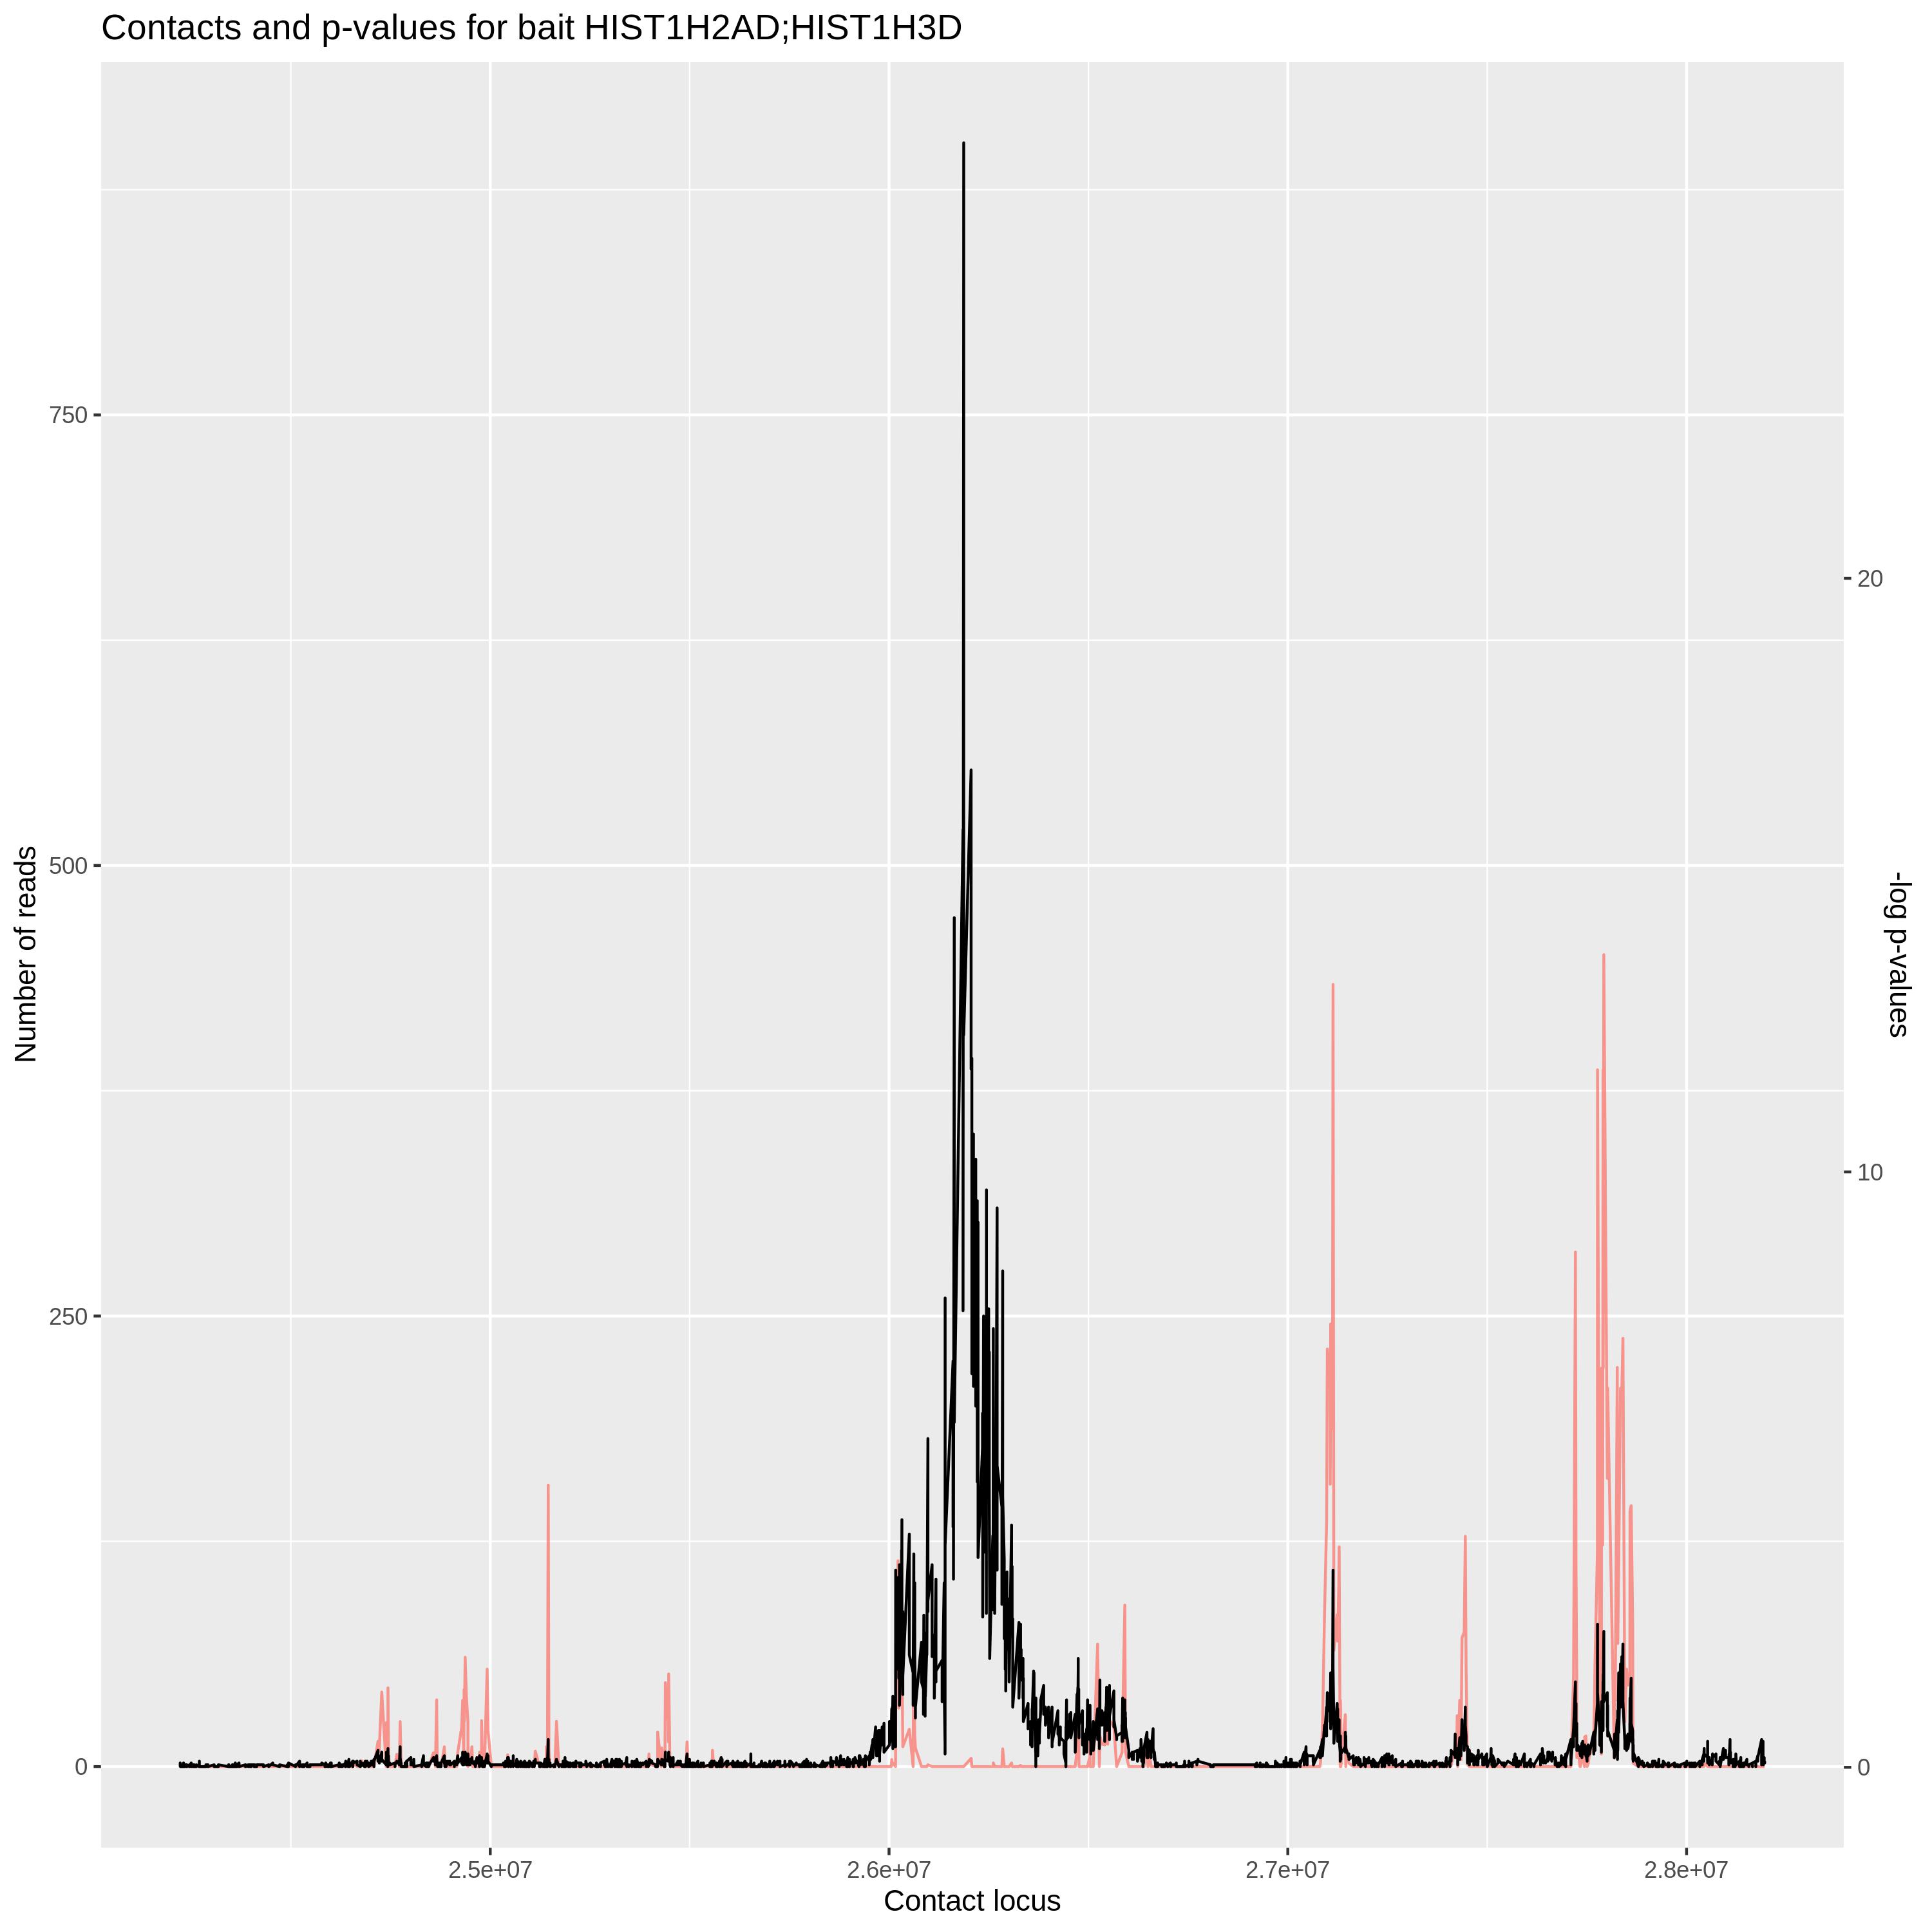 Contacts and p-values for bait HIST1H2AD;HIST1H3D
750
500
250
0
Number of reads
20
10
0
-log p-values
2.5e+07
2.6e+07
2.7e+07
2.8e+07
Contact locus